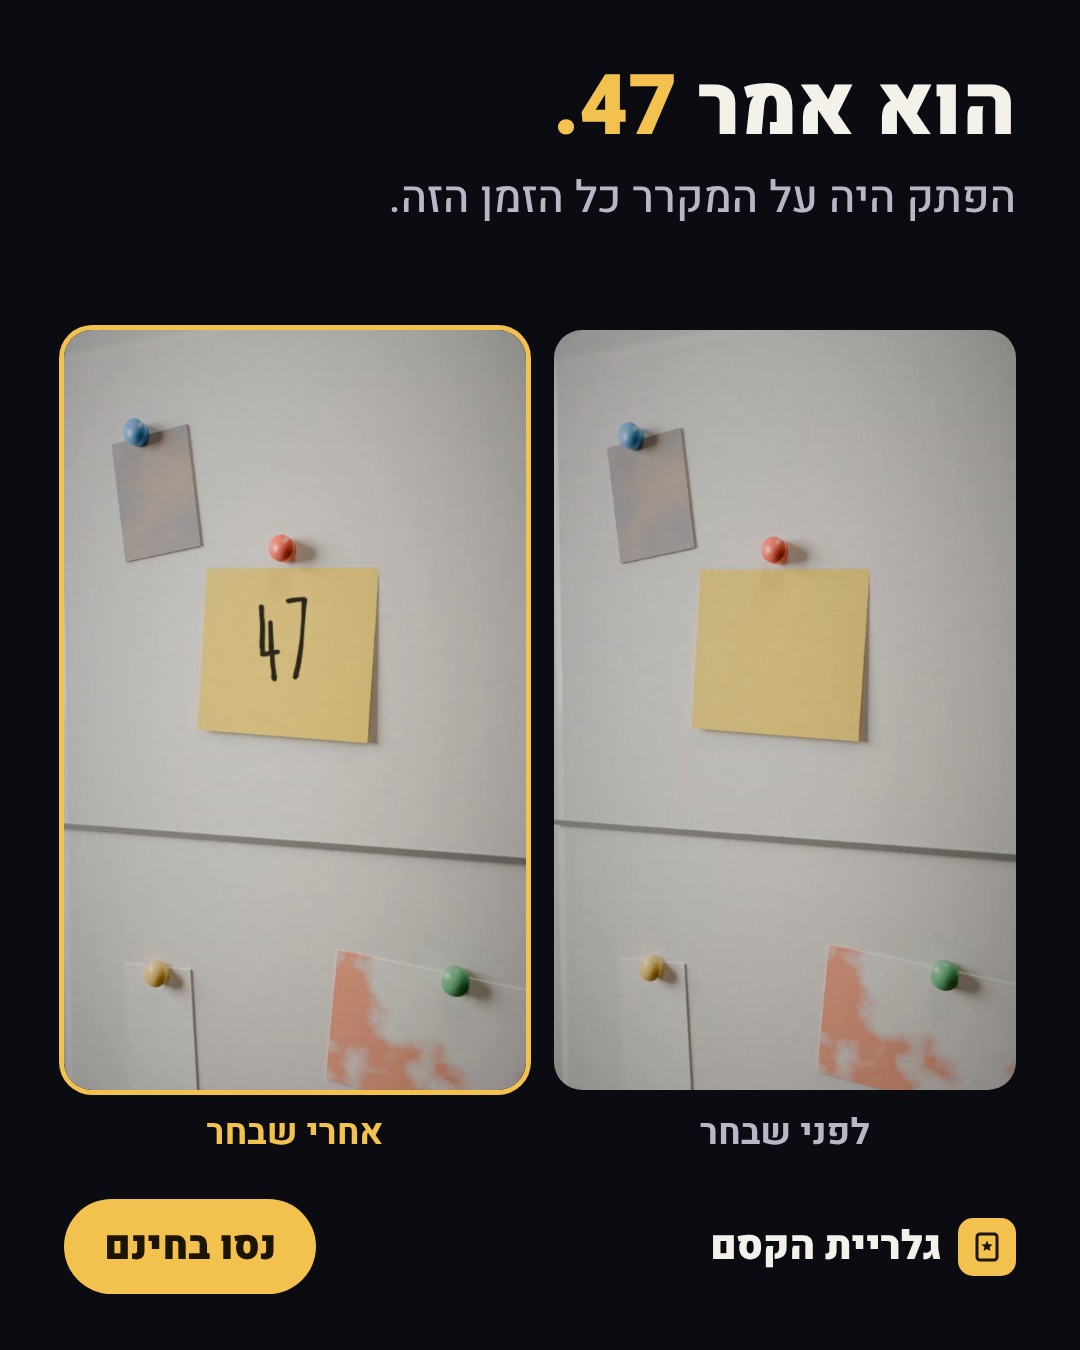 הוא אמר 47.
הפתק היה על המקרר כל הזמן הזה.
47
לפני שבחר
אחרי שבחר
גלריית הקסם
נסו בחינם